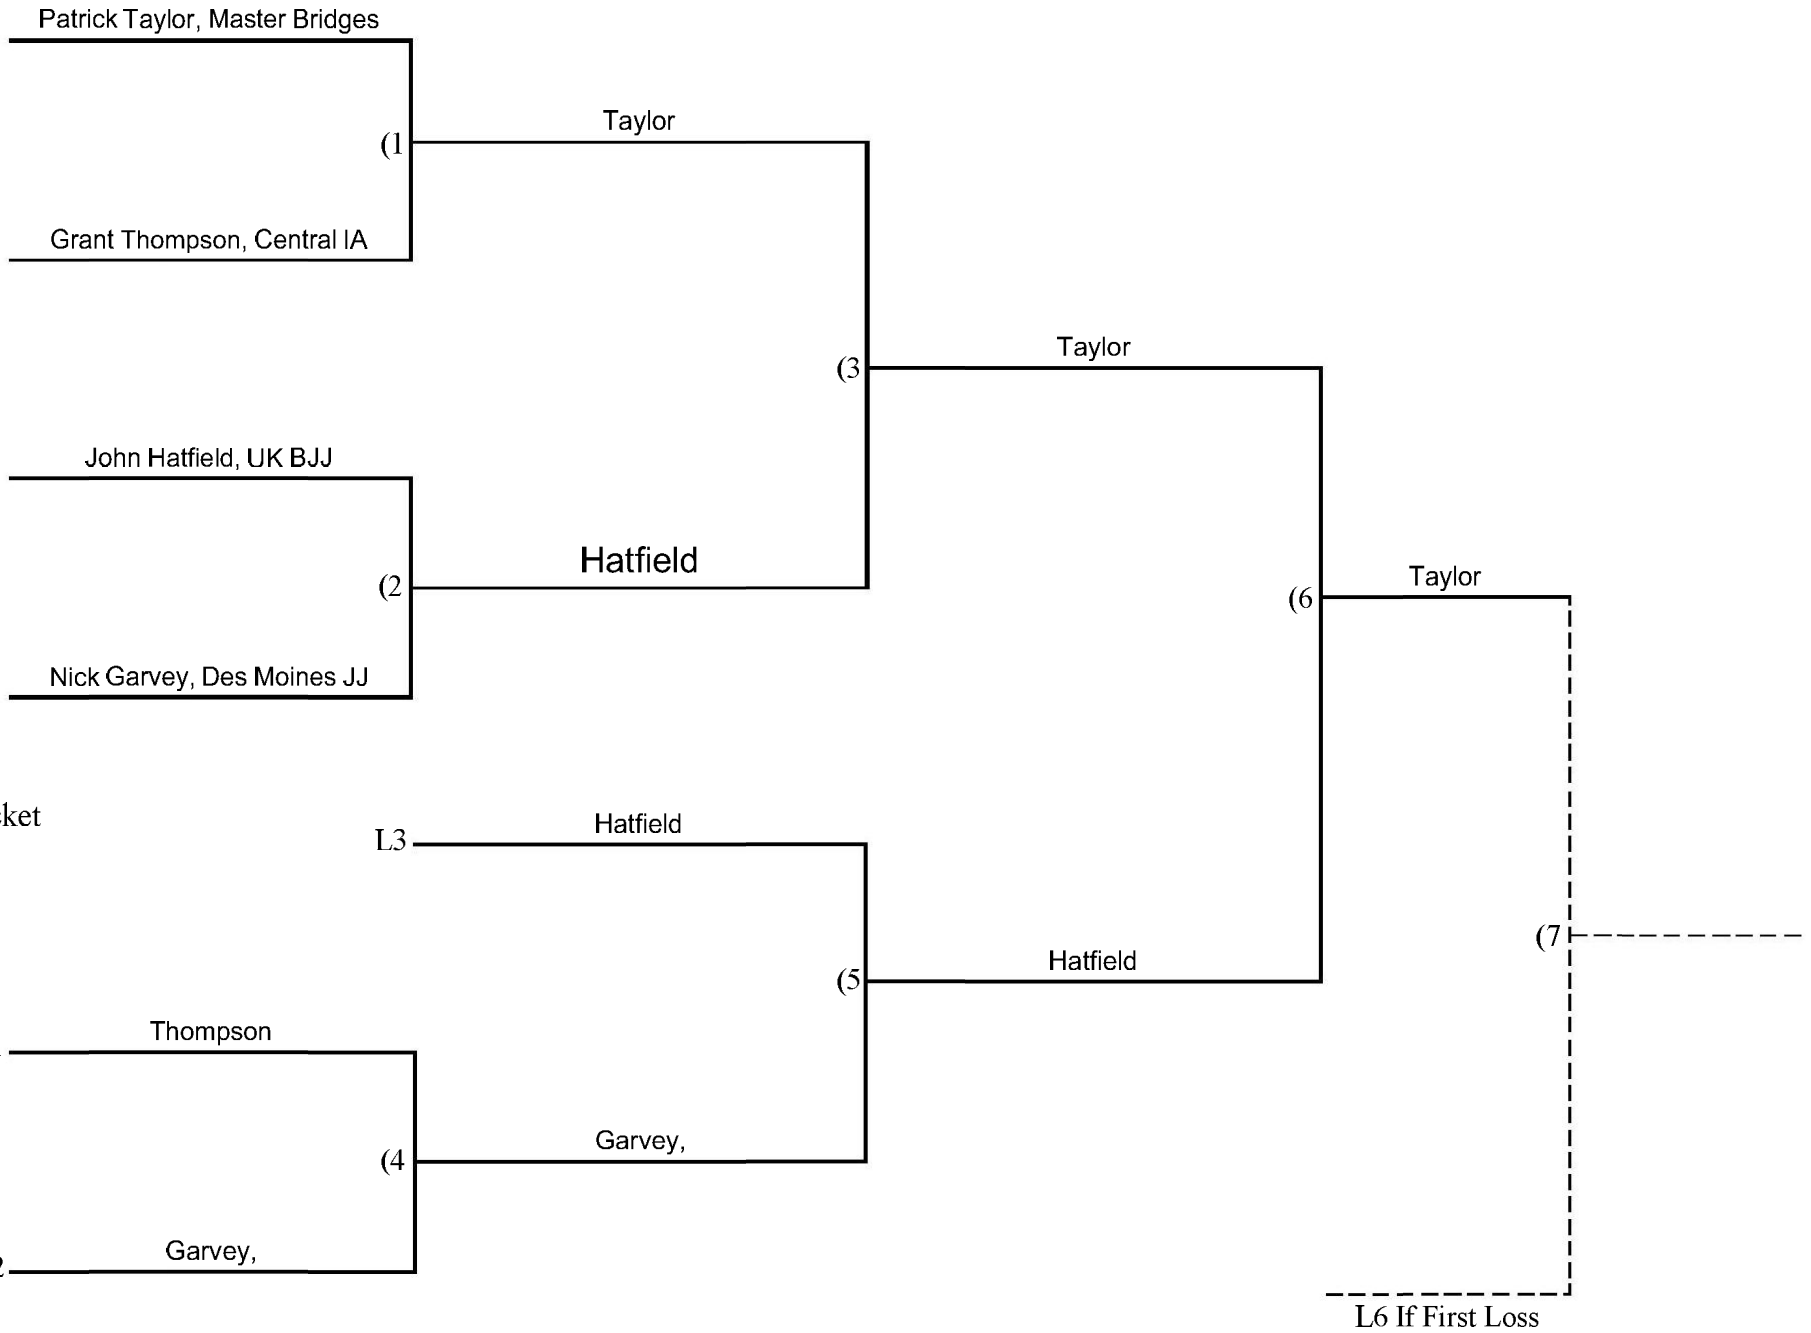 Patrick Taylor, Master Bridges
Taylor
(1
Grant Thompson, Central IA
Taylor
(3
John Hatfield, UK BJJ
Hatfield
(2
Taylor
(6
Nick Garvey, Des Moines JJ
cket
Hatfield
L3
(7
Hatfield
(5
Thompson
Garvey,
(4
Garvey,
2
L6 If First Loss